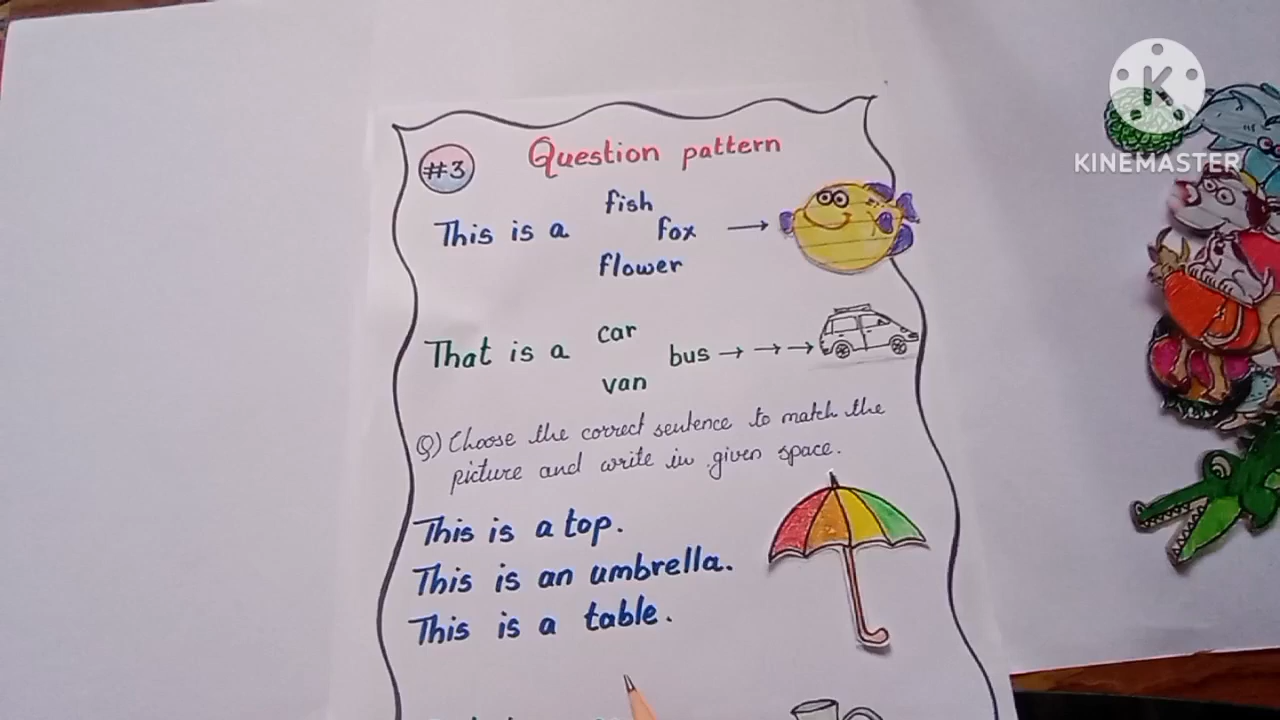 #3 Question pattern
fish
This is a fox →
flower
car
That is a bus → → →
van
Q) Choose the correct sentence to match the
picture and write in given space.
This is a top.
This is an umbrella.
This is a table.
KINEMASTER